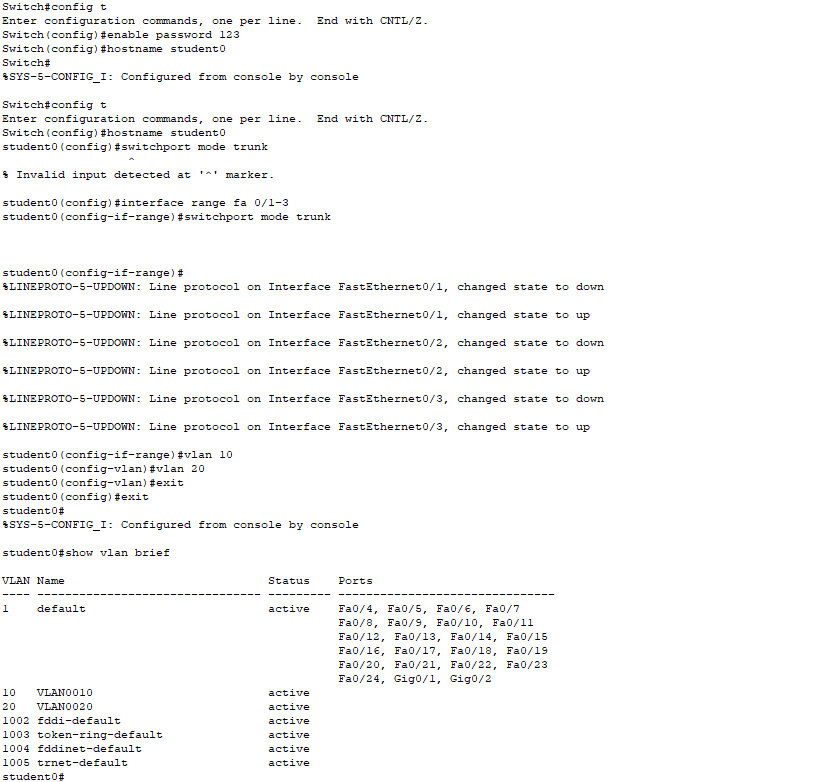 Switch#config t
Enter configuration commands, one per line.  End with CNTL/Z.
Switch(config)#enable password 123
Switch(config)#hostname student0
Switch#
%SYS-5-CONFIG_I: Configured from console by console
Switch#config t
Enter configuration commands, one per line.  End with CNTL/Z.
Switch(config)#hostname student0
student0(config)#switchport mode trunk
^
% Invalid input detected at '^' marker.
student0(config)#interface range fa 0/1-3
student0(config-if-range)#switchport mode trunk
student0(config-if-range)#
%LINEPROTO-5-UPDOWN: Line protocol on Interface FastEthernet0/1, changed state to down
%LINEPROTO-5-UPDOWN: Line protocol on Interface FastEthernet0/1, changed state to up
%LINEPROTO-5-UPDOWN: Line protocol on Interface FastEthernet0/2, changed state to down
%LINEPROTO-5-UPDOWN: Line protocol on Interface FastEthernet0/2, changed state to up
%LINEPROTO-5-UPDOWN: Line protocol on Interface FastEthernet0/3, changed state to down
%LINEPROTO-5-UPDOWN: Line protocol on Interface FastEthernet0/3, changed state to up
student0(config-if-range)#vlan 10
student0(config-vlan)#vlan 20
student0(config-vlan)#exit
student0(config)#exit
student0#
%SYS-5-CONFIG_I: Configured from console by console
student0#show vlan brief
VLAN Name                             Status    Ports
---- -------------------------------- --------- -------------------------------
1    default                          active    Fa0/4, Fa0/5, Fa0/6, Fa0/7
Fa0/8, Fa0/9, Fa0/10, Fa0/11
Fa0/12, Fa0/13, Fa0/14, Fa0/15
Fa0/16, Fa0/17, Fa0/18, Fa0/19
Fa0/20, Fa0/21, Fa0/22, Fa0/23
Fa0/24, Gig0/1, Gig0/2
10   VLAN0010                         active
20   VLAN0020                         active
1002 fddi-default                     active
1003 token-ring-default               active
1004 fddinet-default                  active
1005 trnet-default                    active
student0#